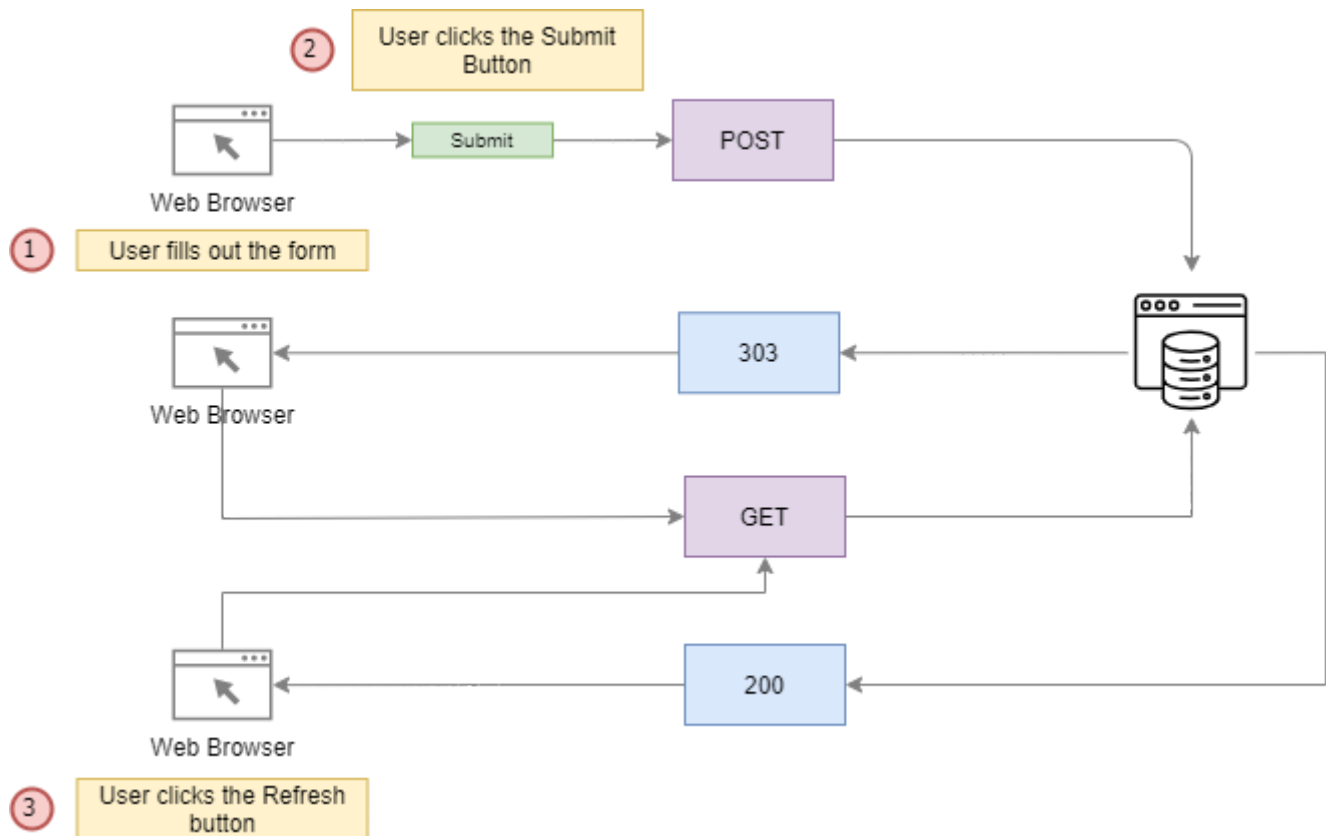 2
User clicks the Submit
Button
Submit
POST
Web Browser
1
User fills out the form
303
Web Browser
GET
200
Web Browser
3
User clicks the Refresh
button